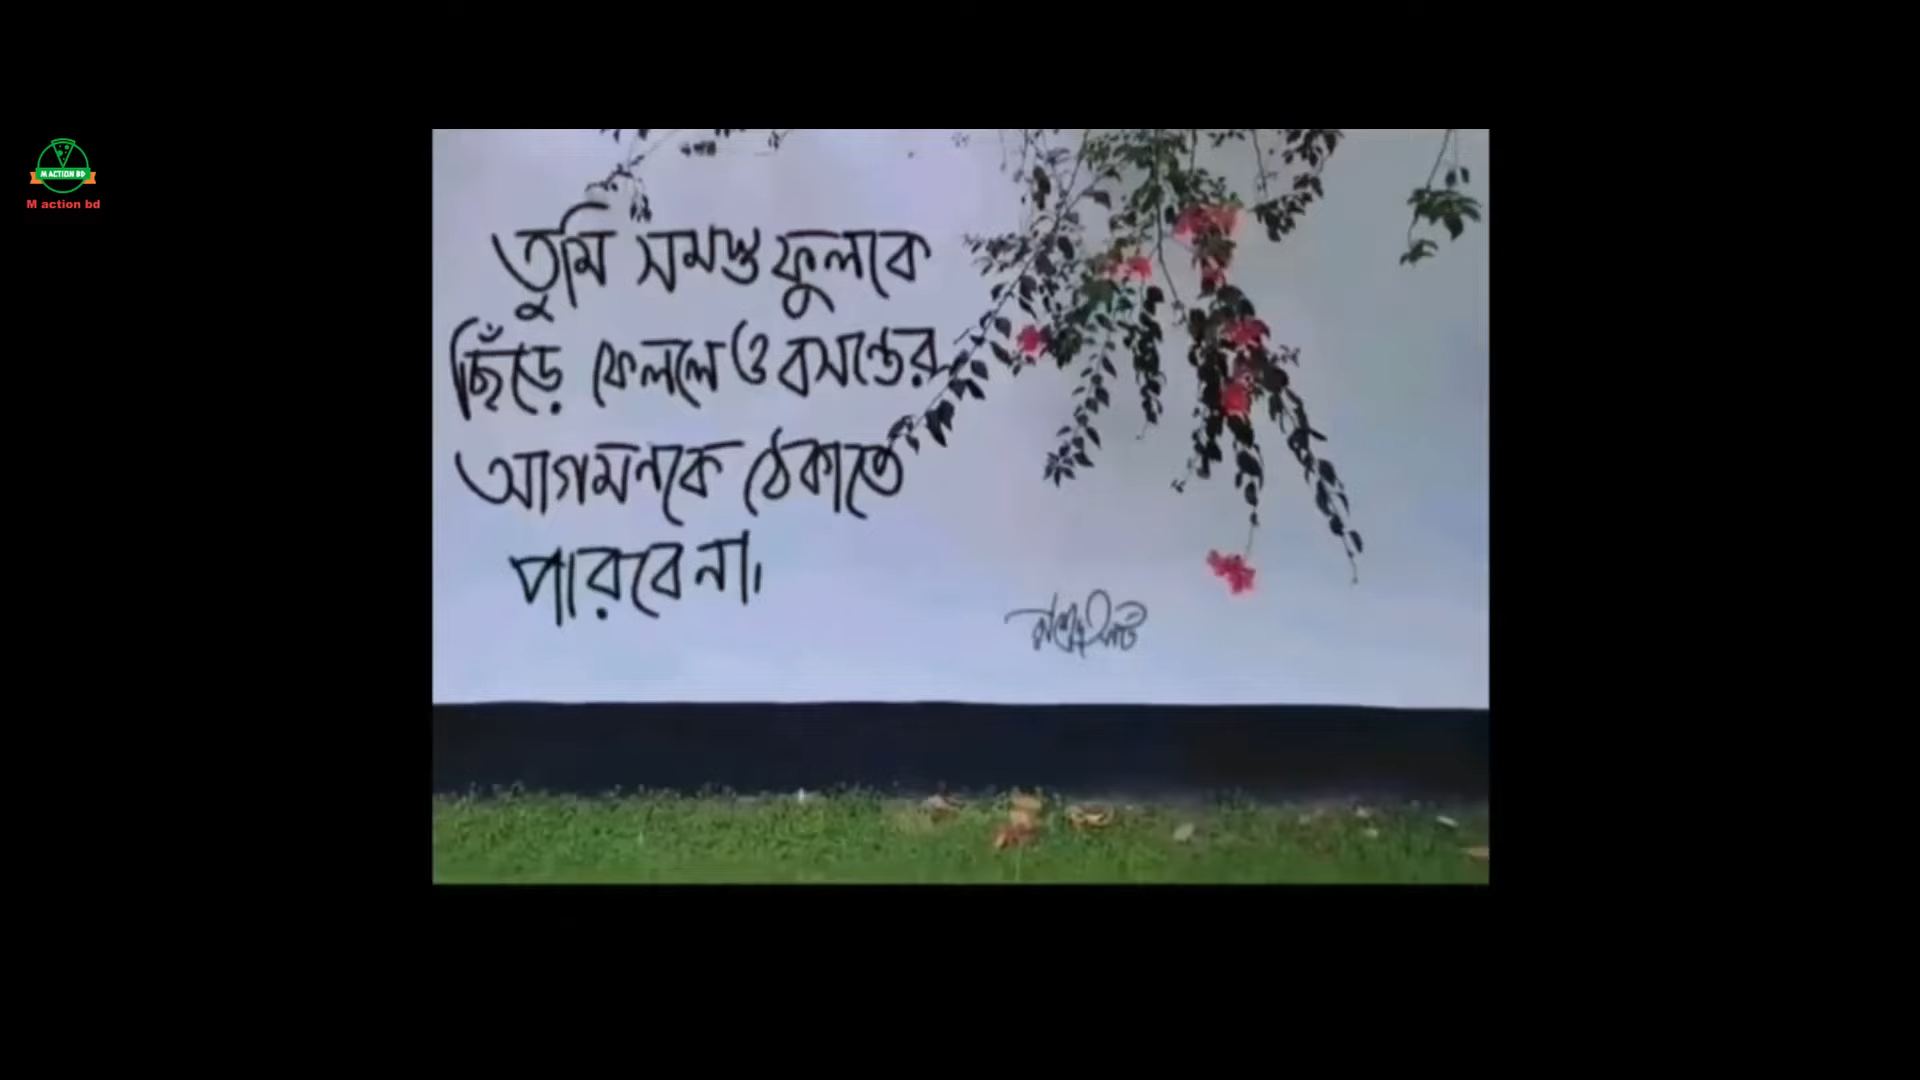 M ACTION BD
M action bd
তুমি সমস্ত ফুলকে
ছিঁড়ে ফেললেও বসন্তের
আগমনকে ঠেকাতে
পারবে না।